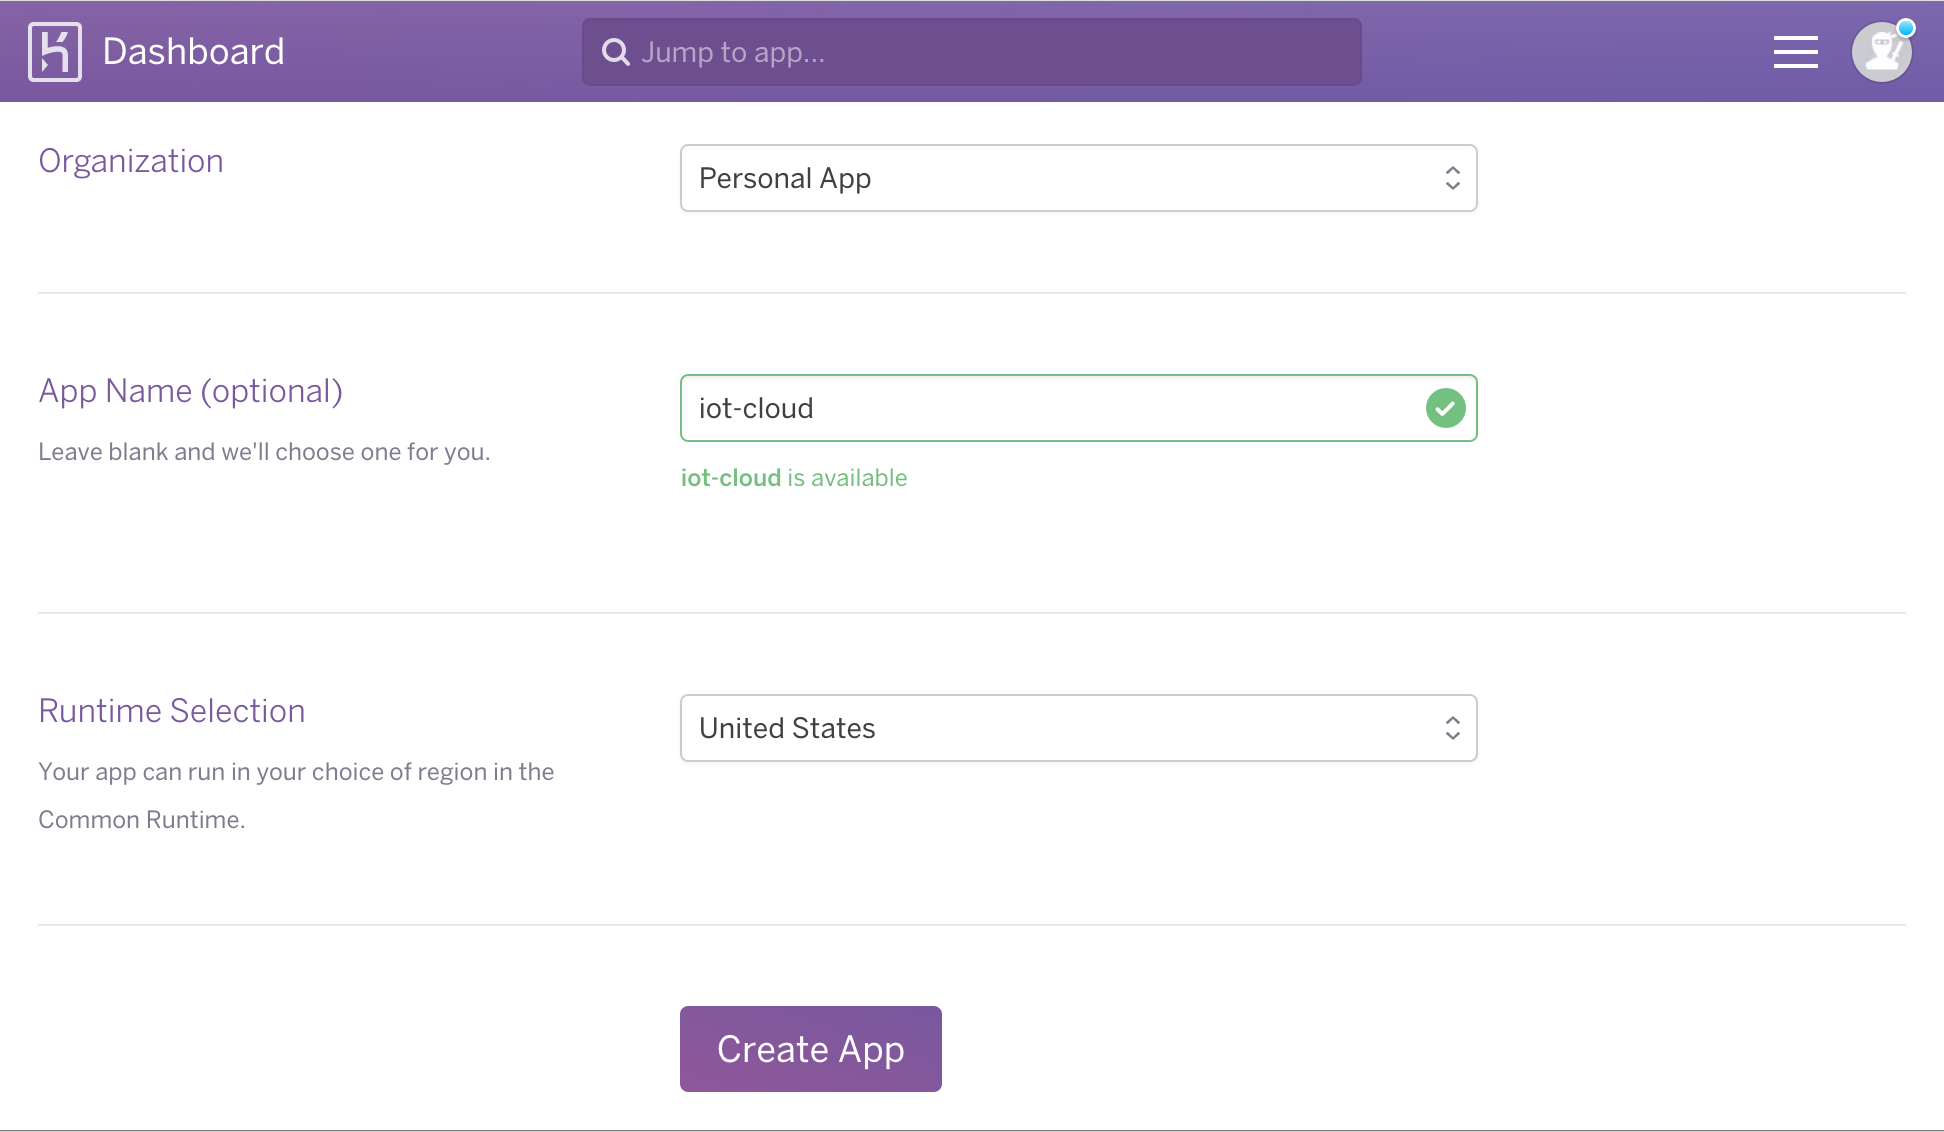 Dashboard
Jump to app...
Organization
Personal App
App Name (optional)
Leave blank and we'll choose one for you.
iot-cloud
iot-cloud is available
Runtime Selection
Your app can run in your choice of region in the
Common Runtime.
United States
Create App